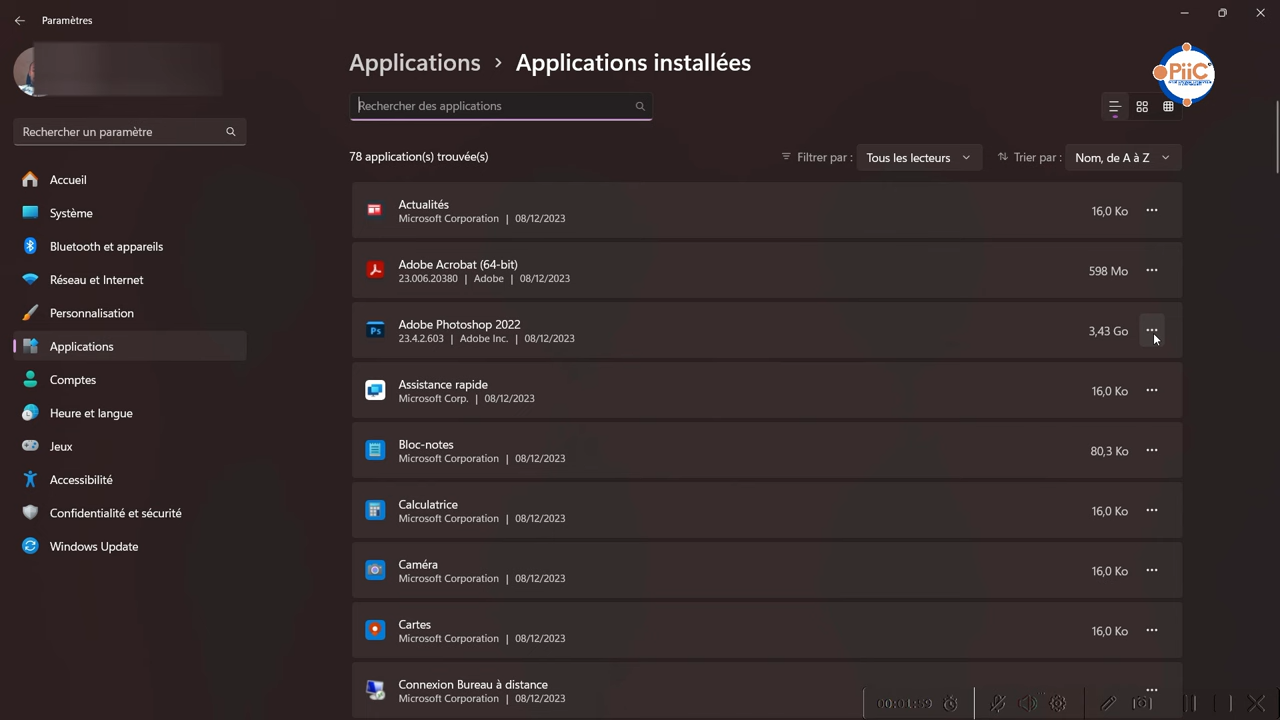 Paramètres
Applications > Applications installées
PiiC
Rechercher des applications
Rechercher un paramètre
78 application(s) trouvée(s)
Filtrer par :
Tous les lecteurs
Trier par :
Nom, de A à Z
Accueil
Système
Bluetooth et appareils
Réseau et Internet
Personnalisation
Applications
Comptes
Heure et langue
Jeux
Accessibilité
Confidentialité et sécurité
Windows Update
Actualités
Microsoft Corporation | 08/12/2023
16,0 Ko
Adobe Acrobat (64-bit)
23.006.20380 | Adobe | 08/12/2023
598 Mo
Ps
Adobe Photoshop 2022
23.4.2.603 | Adobe Inc. | 08/12/2023
3,43 Go
Assistance rapide
Microsoft Corp. | 08/12/2023
16,0 Ko
Bloc-notes
Microsoft Corporation | 08/12/2023
80,3 Ko
Calculatrice
Microsoft Corporation | 08/12/2023
16,0 Ko
Caméra
Microsoft Corporation | 08/12/2023
16,0 Ko
Cartes
Microsoft Corporation | 08/12/2023
16,0 Ko
Connexion Bureau à distance
Microsoft Corporation | 08/12/2023
00:01:59